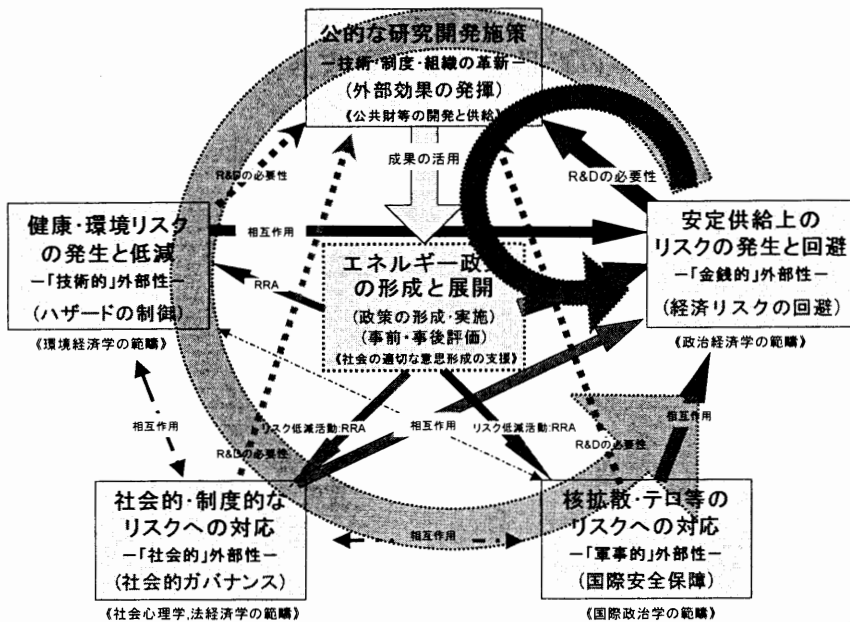 公的な研究開発施策
－技術・制度・組織の革新－
(外部効果の発揮)
《公共財等の開発と供給》
成果の活用
R&Dの必要性
R&Dの必要性
健康・環境リスク
の発生と低減
－「技術的」外部性－
(ハザードの制御)
《環境経済学の範疇》
相互作用
安定供給上の
リスクの発生と回避
－「金銭的」外部性－
(経済リスクの回避)
《政治経済学の範疇》
エネルギー政
の形成と展開
(政策の形成・実施)
(事前・事後評価)
《社会の適切な意思形成の支援》
RRA
相互作用
リスク低減活動:RRA
相互作用
リスク低減活動:RRA
相互作用
R&Dの必要性
R&Dの必要性
社会的・制度的な
リスクへの対応
－「社会的」外部性－
(社会的ガバナンス)
《社会心理学,法経済学の範疇》
相互作用
核拡散・テロ等の
リスクへの対応
－「軍事的」外部性－
(国際安全保障)
《国際政治学の範疇》